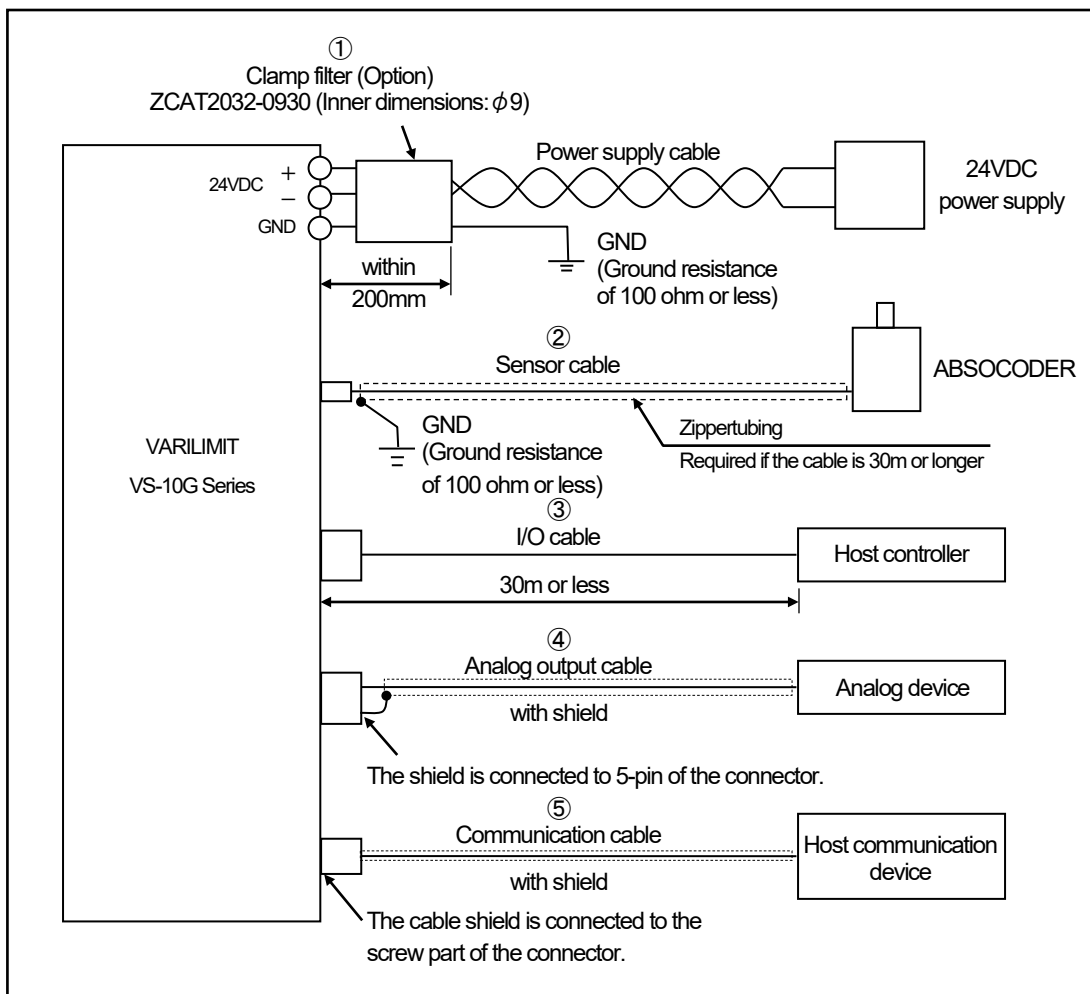 ①
Clamp filter (Option)
ZCAT2032-0930 (Inner dimensions: φ9)
24VDC
+
−
GND
Power supply cable
24VDC
power supply
within
200mm
GND
(Ground resistance
of 100 ohm or less)
②
Sensor cable
ABSOCODER
GND
(Ground resistance
of 100 ohm or less)
Zippertubing
Required if the cable is 30m or longer
VARILIMIT
VS-10G Series
③
I/O cable
Host controller
30m or less
④
Analog output cable
Analog device
with shield
The shield is connected to 5-pin of the connector.
⑤
Communication cable
Host communication
device
with shield
The cable shield is connected to the
screw part of the connector.